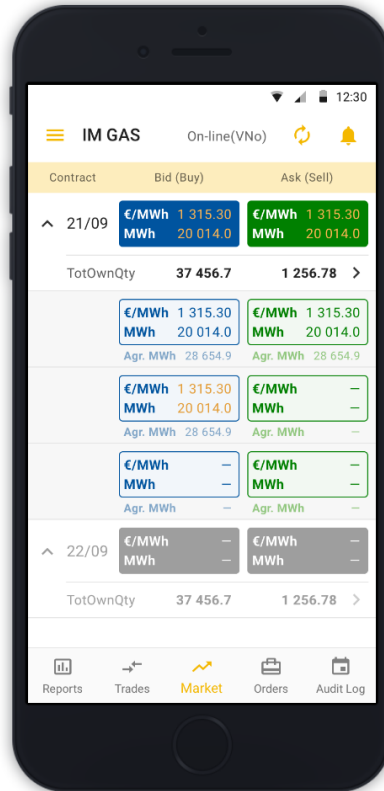 12:30
IM GAS On-line(VNo)
Contract Bid (Buy) Ask (Sell)
21/09 €/MWh 1 315.30 €/MWh 1 315.30
MWh 20 014.0 MWh 20 014.0
TotOwnQty 37 456.7 1 256.78
€/MWh 1 315.30 €/MWh 1 315.30
MWh 20 014.0 MWh 20 014.0
Agr. MWh 28 654.9 Agr. MWh 28 654.9
€/MWh 1 315.30 €/MWh –
MWh 20 014.0 MWh –
Agr. MWh 28 654.9 Agr. MWh –
€/MWh – €/MWh –
MWh – MWh –
Agr. MWh – Agr. MWh –
22/09 €/MWh – €/MWh –
MWh – MWh –
TotOwnQty 37 456.7 1 256.78
Reports Trades Market Orders Audit Log